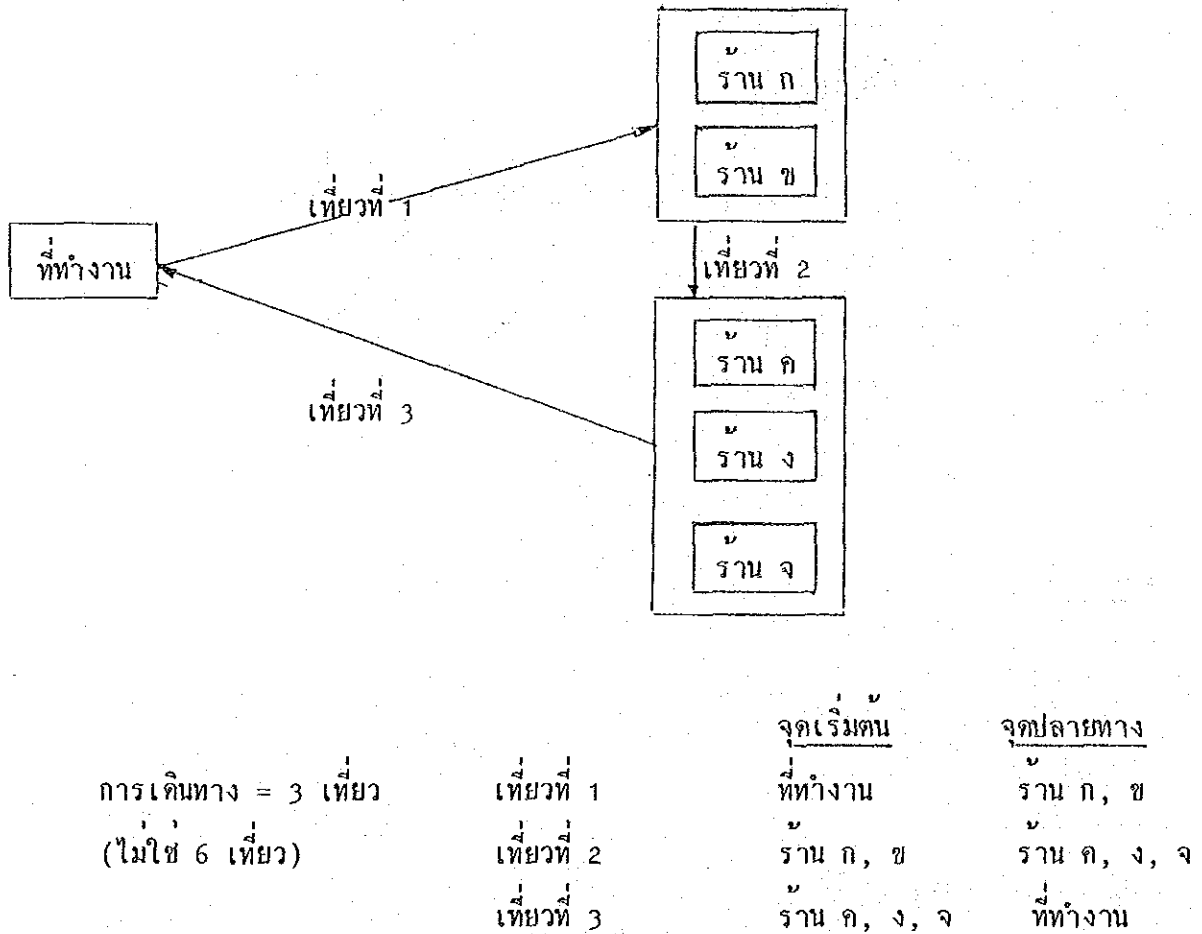 ร้าน ก
ร้าน ข
เที่ยวที่ 1
ที่ทำงาน
เที่ยวที่ 2
ร้าน ค
เที่ยวที่ 3
ร้าน ง
ร้าน จ
จุดเริ่มต้น จุดปลายทาง
การเดินทาง = 3 เที่ยว เที่ยวที่ 1 ที่ทำงาน ร้าน ก, ข
(ไม่ใช่ 6 เที่ยว) เที่ยวที่ 2 ร้าน ก, ข ร้าน ค, ง, จ
เที่ยวที่ 3 ร้าน ค, ง, จ ที่ทำงาน